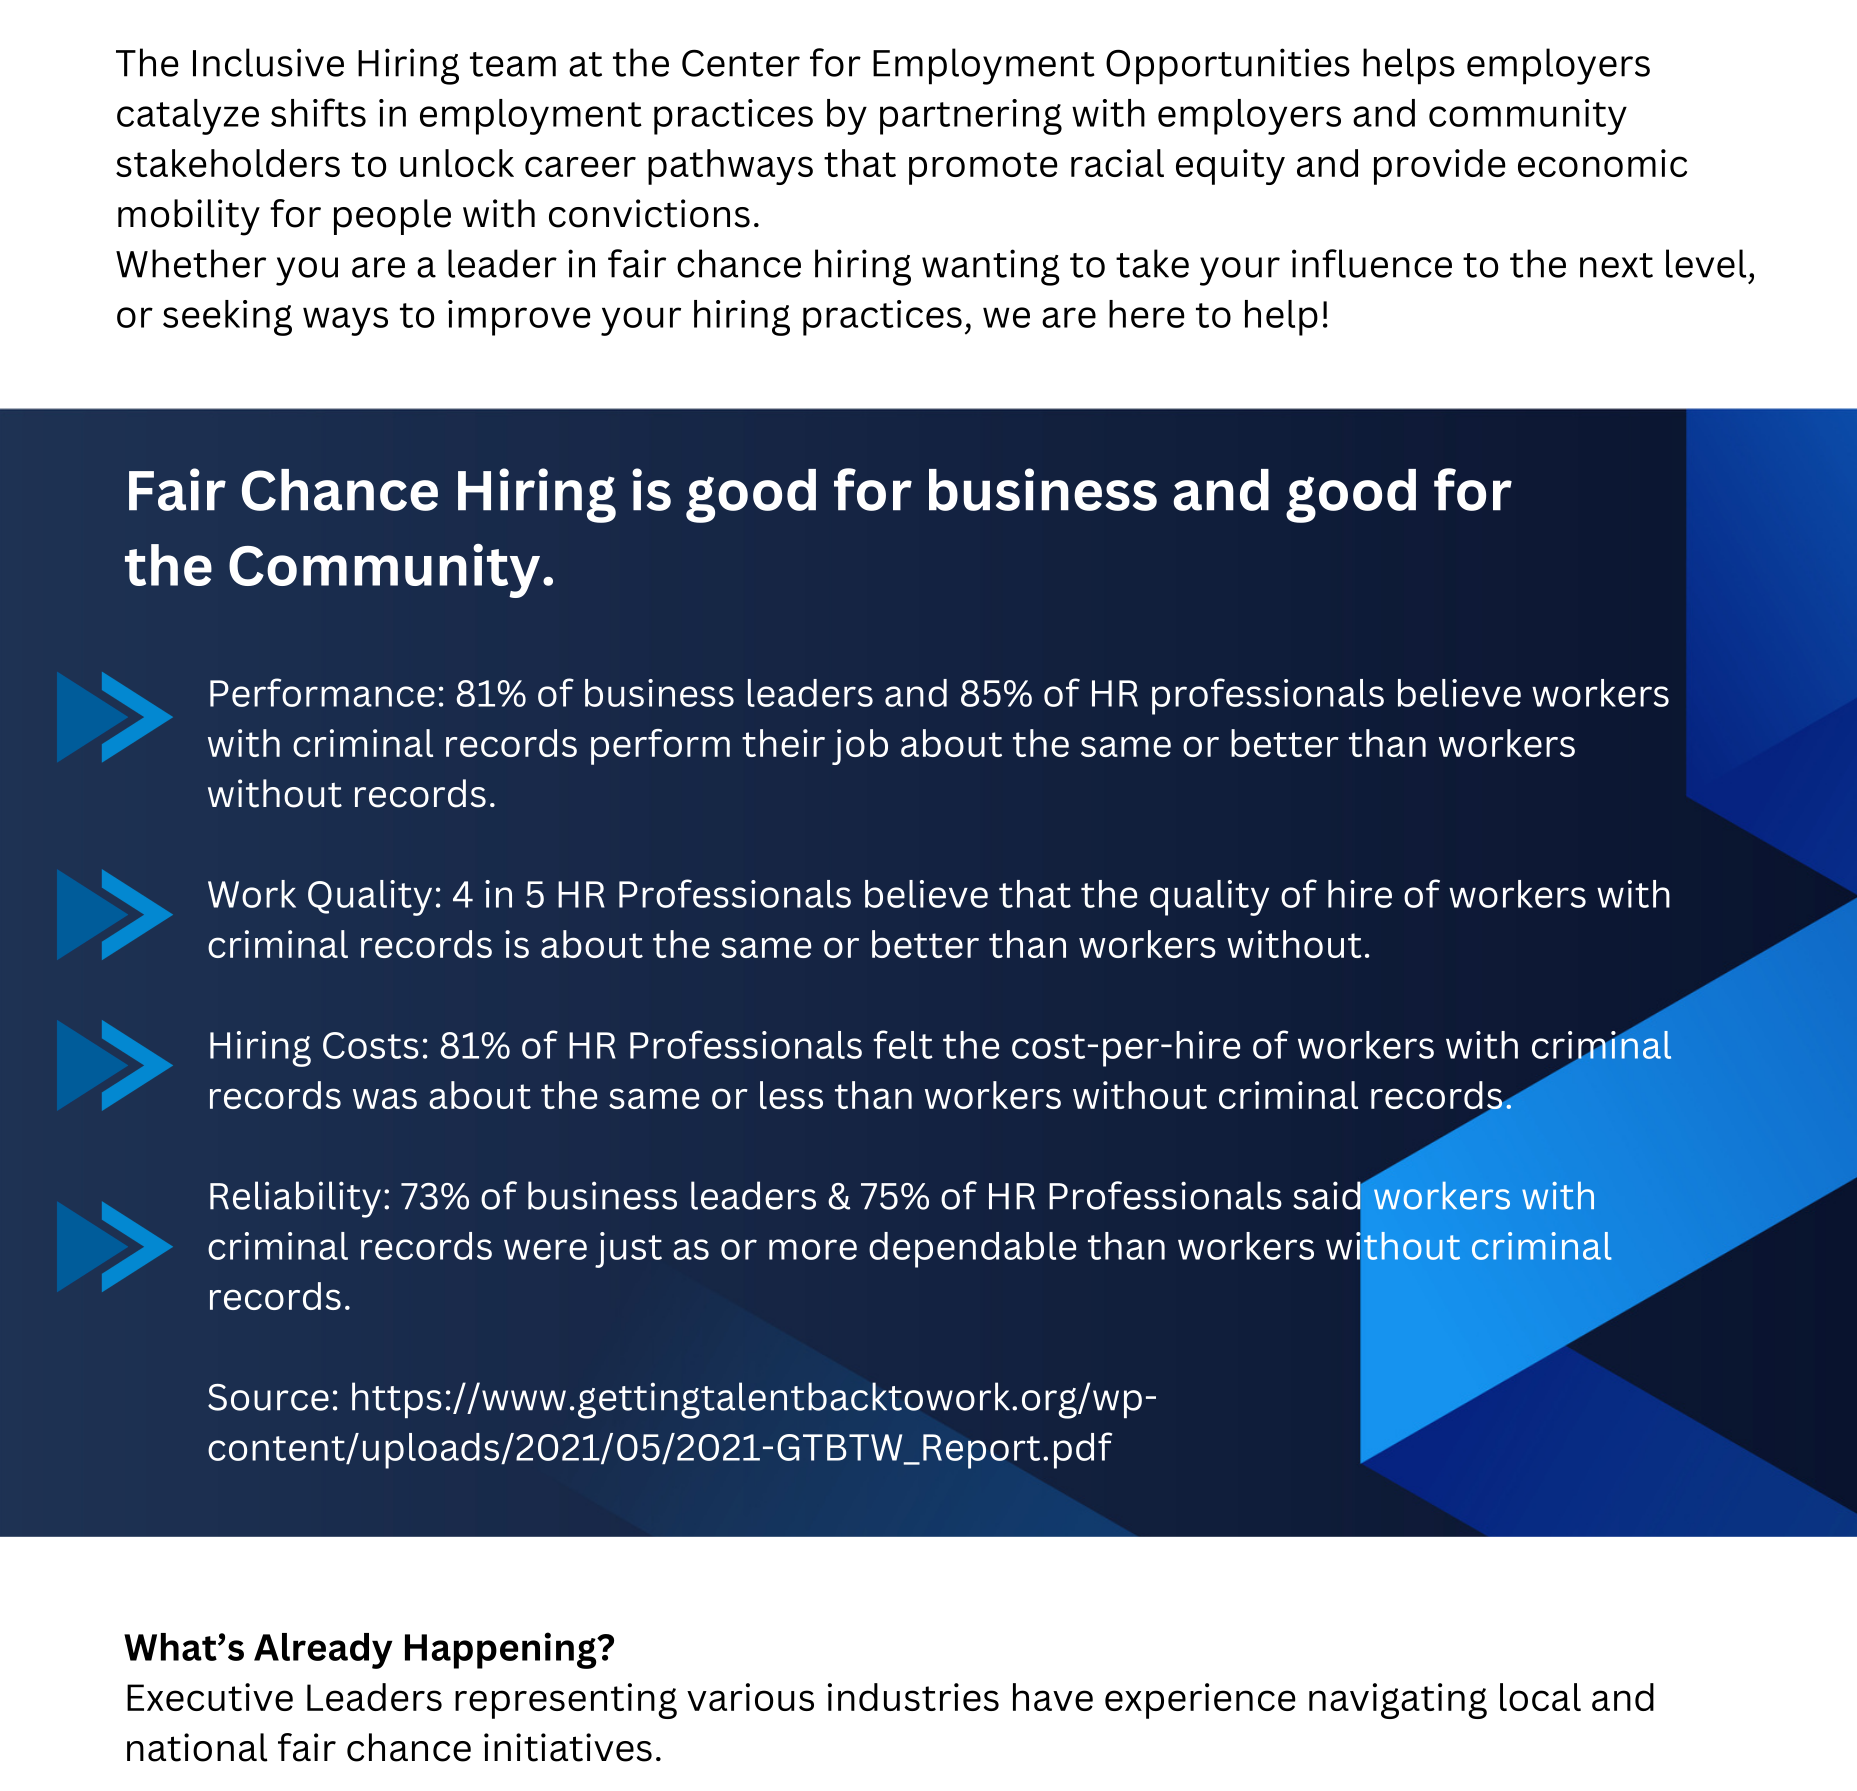 The Inclusive Hiring team at the Center for Employment Opportunities helps employers
catalyze shifts in employment practices by partnering with employers and community
stakeholders to unlock career pathways that promote racial equity and provide economic
mobility for people with convictions.
Whether you are a leader in fair chance hiring wanting to take your influence to the next level,
or seeking ways to improve your hiring practices, we are here to help!
Fair Chance Hiring is good for business and good for
the Community.
Performance: 81% of business leaders and 85% of HR professionals believe workers
with criminal records perform their job about the same or better than workers
without records.
Work Quality: 4 in 5 HR Professionals believe that the quality of hire of workers with
criminal records is about the same or better than workers without.
Hiring Costs: 81% of HR Professionals felt the cost-per-hire of workers with criminal
records was about the same or less than workers without criminal records.
Reliability: 73% of business leaders & 75% of HR Professionals said workers with
criminal records were just as or more dependable than workers without criminal
records.
Source: https://www.gettingtalentbacktowork.org/wp-
content/uploads/2021/05/2021-GTBTW_Report.pdf
What’s Already Happening?
Executive Leaders representing various industries have experience navigating local and
national fair chance initiatives.